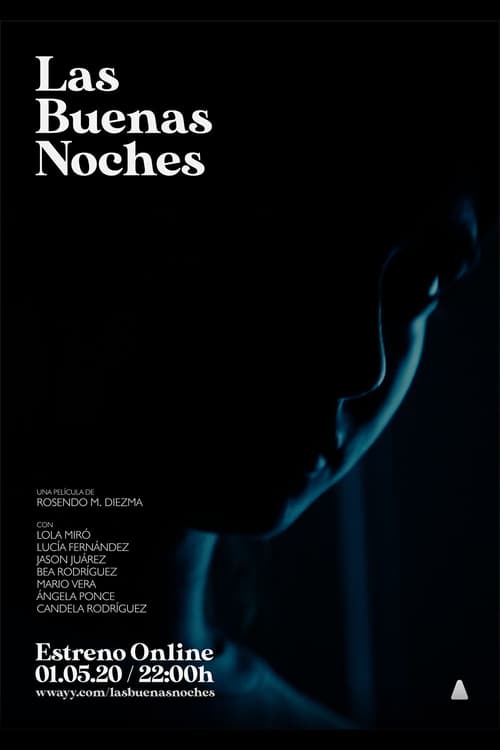 Las
Buenas
Noches
UNA PELÍCULA DE
ROSENDO M. DIEZMA
CON
LOLA MIRÓ
LUCÍA FERNÁNDEZ
JASON JUÁREZ
BEA RODRÍGUEZ
MARIO VERA
ÁNGELA PONCE
CANDELA RODRÍGUEZ
Estreno Online
01.05.20 / 22:00h
wwayy.com/lasbuenasnoches